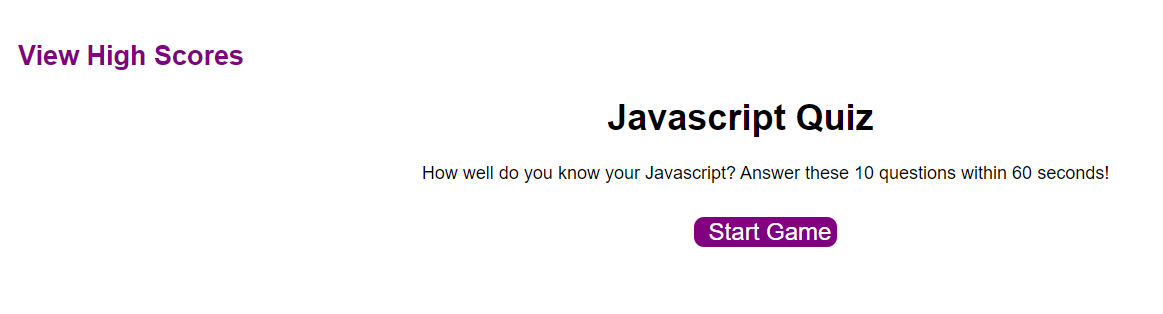 View High Scores
Javascript Quiz
How well do you know your Javascript? Answer these 10 questions within 60 seconds!
Start Game